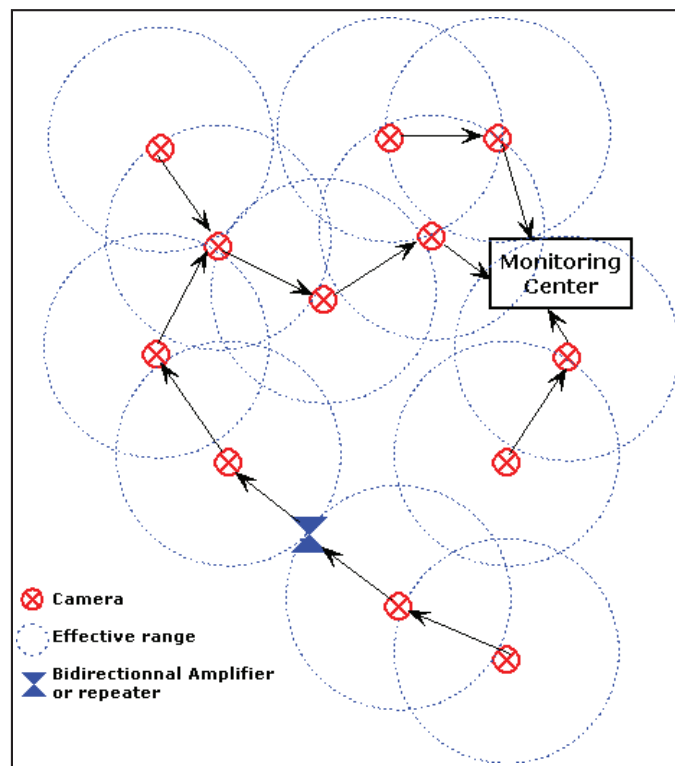 Monitoring
Center
Camera
Effective range
Bidirectionnal Amplifier
or repeater